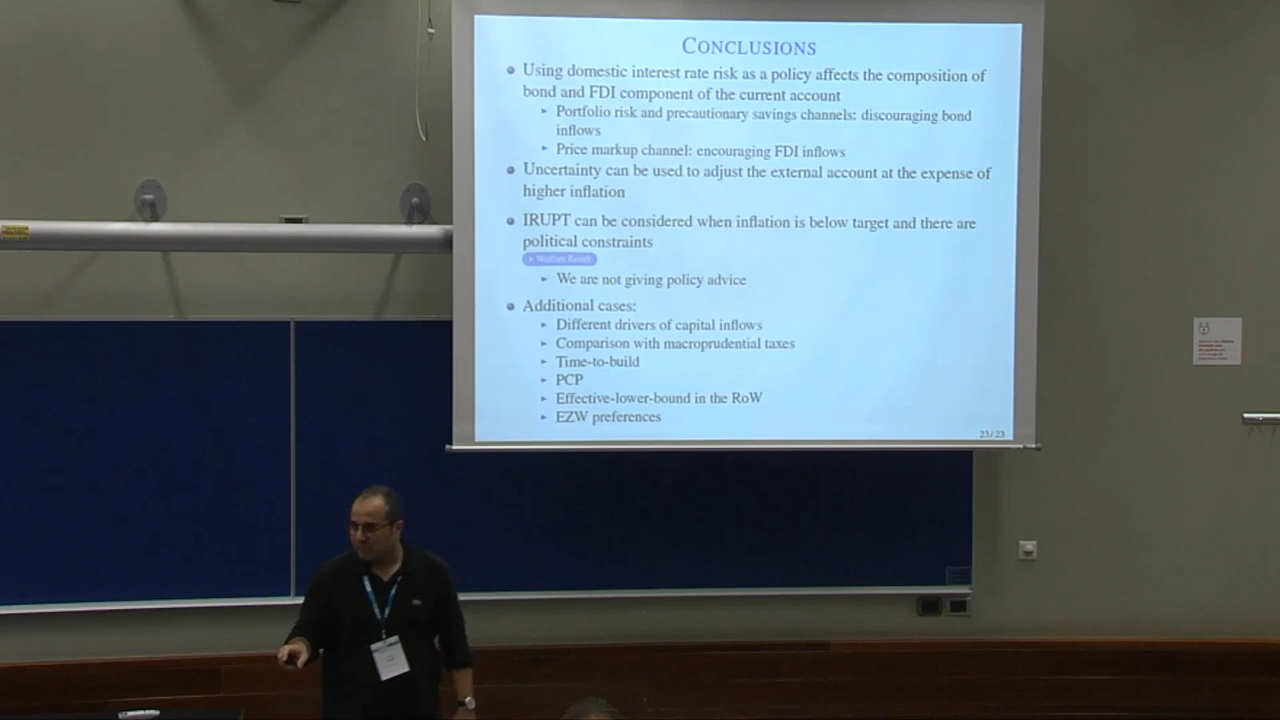 CONCLUSIONS
Using domestic interest rate risk as a policy affects the composition of
bond and FDI component of the current account
Portfolio risk and precautionary savings channels: discouraging bond
inflows
Price markup channel: encouraging FDI inflows
Uncertainty can be used to adjust the external account at the expense of
higher inflation
IRUPT can be considered when inflation is below target and there are
political constraints
Welfare Result
We are not giving policy advice
Additional cases:
Different drivers of capital inflows
Comparison with macroprudential taxes
Time-to-build
PCP
Effective-lower-bound in the RoW
EZW preferences
23/23